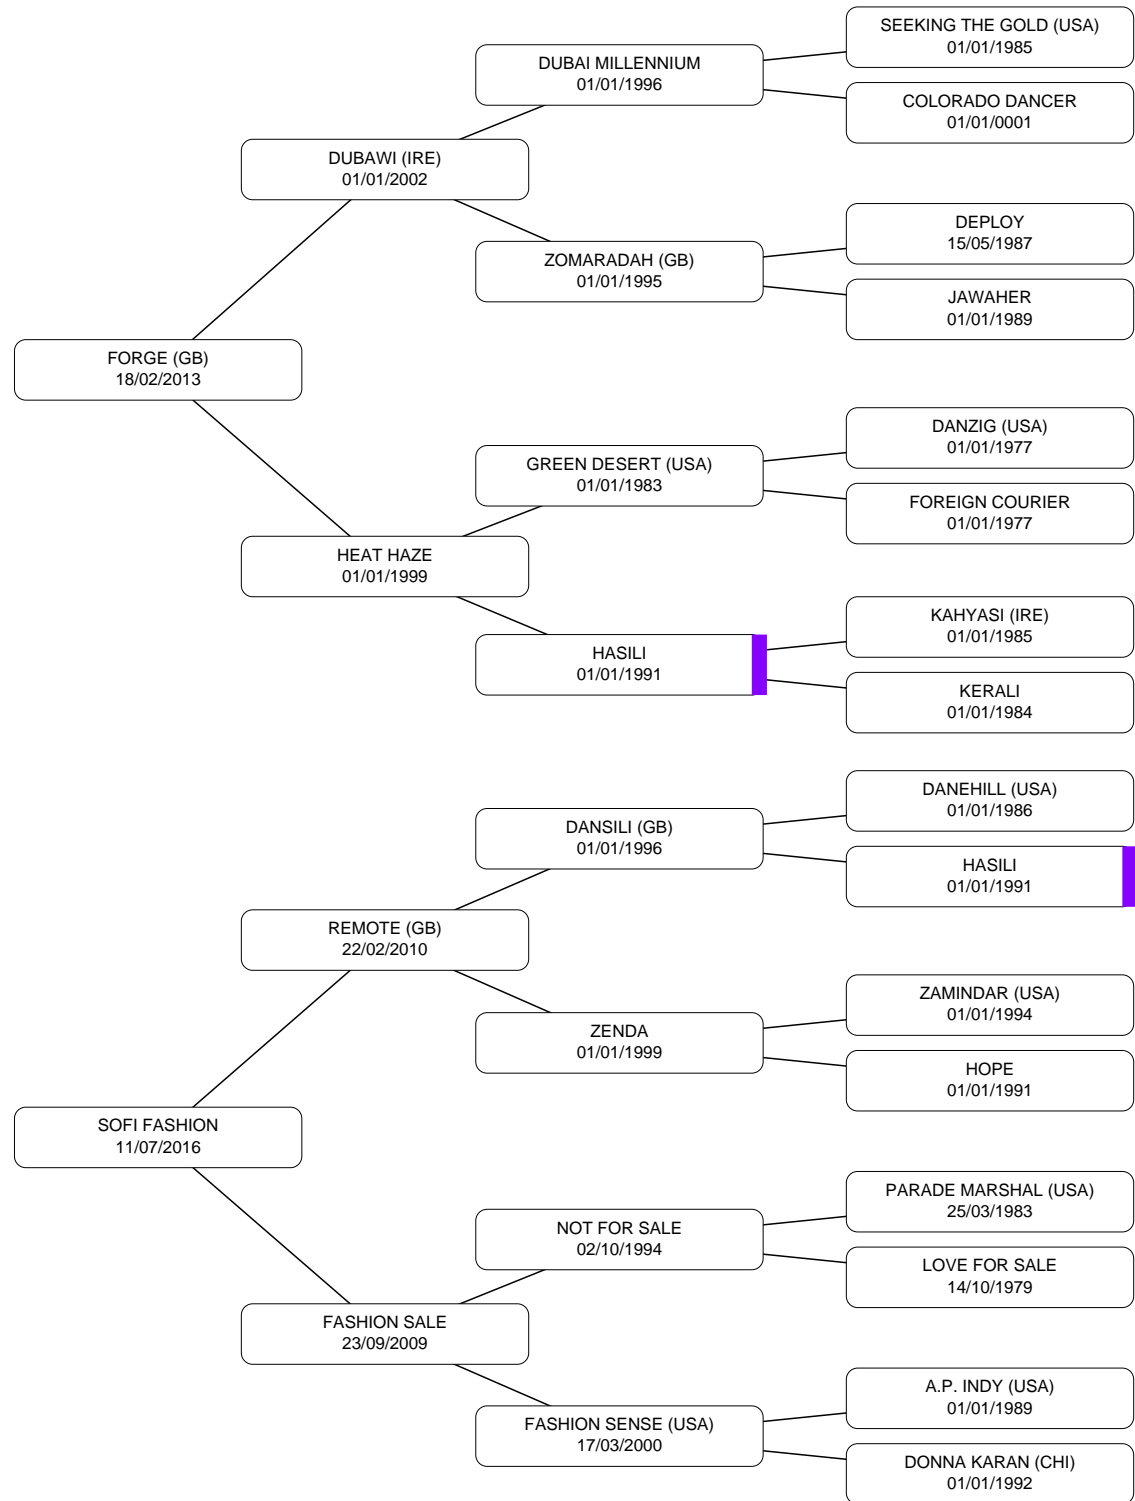 SEEKING THE GOLD (USA)
01/01/1985
DUBAI MILLENNIUM
01/01/1996
COLORADO DANCER
01/01/0001
DUBAWI (IRE)
01/01/2002
DEPLOY
15/05/1987
ZOMARADAH (GB)
01/01/1995
JAWAHER
01/01/1989
FORGE (GB)
18/02/2013
DANZIG (USA)
01/01/1977
GREEN DESERT (USA)
01/01/1983
FOREIGN COURIER
01/01/1977
HEAT HAZE
01/01/1999
KAHYASI (IRE)
01/01/1985
HASILI
01/01/1991
KERALI
01/01/1984
DANEHILL (USA)
01/01/1986
DANSILI (GB)
01/01/1996
HASILI
01/01/1991
REMOTE (GB)
22/02/2010
ZAMINDAR (USA)
01/01/1994
ZENDA
01/01/1999
HOPE
01/01/1991
SOFI FASHION
11/07/2016
PARADE MARSHAL (USA)
25/03/1983
NOT FOR SALE
02/10/1994
LOVE FOR SALE
14/10/1979
FASHION SALE
23/09/2009
A.P. INDY (USA)
01/01/1989
FASHION SENSE (USA)
17/03/2000
DONNA KARAN (CHI)
01/01/1992